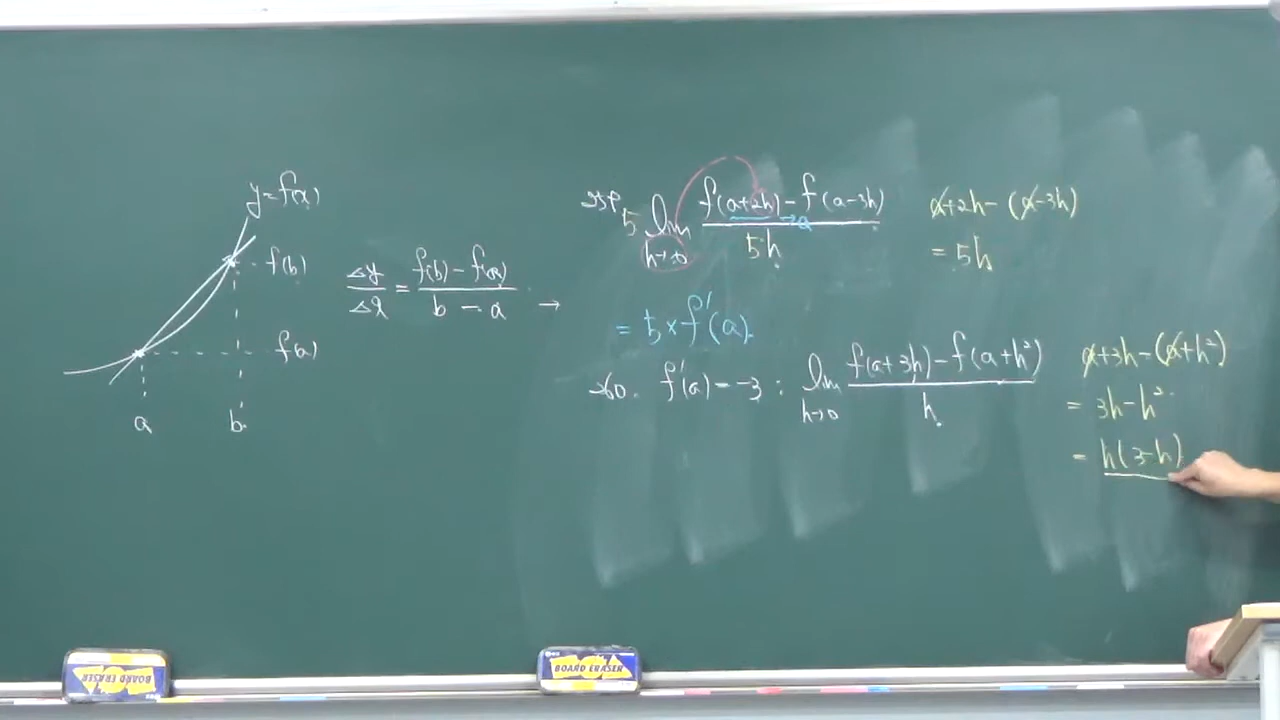 y=f(x)
f(b)
f(a)
a
b
Δy/Δx = (f(b) - f(a))/(b - a) →
5 lim h→0 (f(a+2h) - f(a-3h))/5h
→a
a+2h-(a-3h)
= 5h
= 5×f'(a)
f'(a) = -3 : lim h→0 (f(a+3h) - f(a+h²))/h
a+3h-(a+h²)
= 3h-h²
= h(3-h)
BOARD ERASER
BOARD ERASER